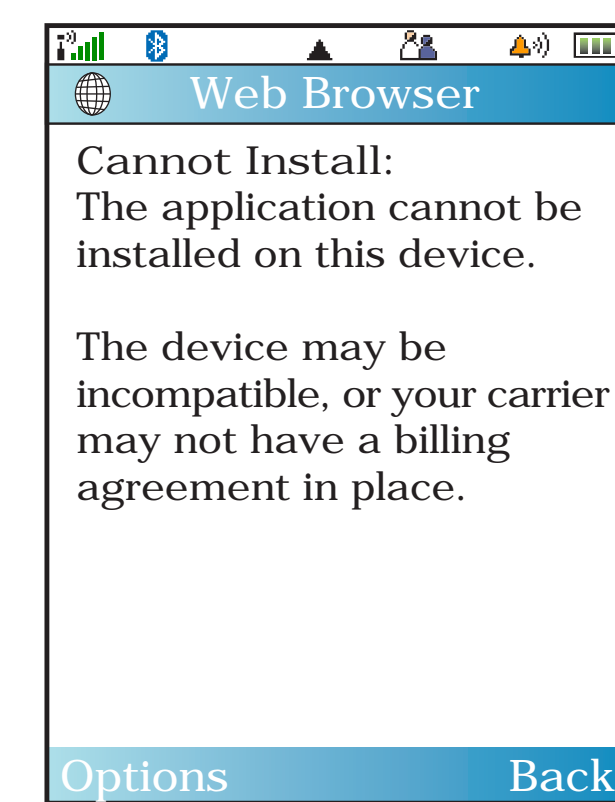 Web Browser
Cannot Install:
The application cannot be
installed on this device.
The device may be
incompatible, or your carrier
may not have a billing
agreement in place.
Options Back